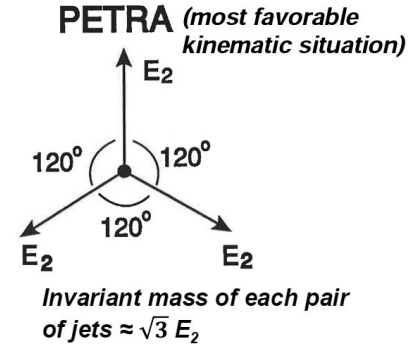 PETRA (most favorable
kinematic situation)
E₂
120° 120°
120°
E₂ E₂
Invariant mass of each pair
of jets ≈ √3 E₂